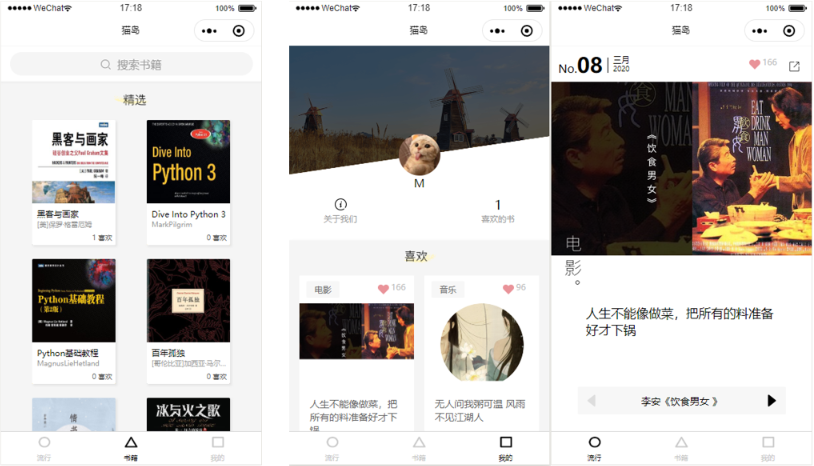 WeChat 17:18 100%
猫岛
搜索书籍
精选
黑客与画家
黑客与画家
[美]保罗·格雷厄姆
1 喜欢
Dive Into
Python 3
Dive Into Python 3
MarkPilgrim
0 喜欢
Python基础教程
(第2版)
Python基础教程
MagnusLieHetland
0 喜欢
百年孤独
百年孤独
[哥伦比亚]加西亚·马尔...
0 喜欢
冰与火之歌
流行
书籍
我的
WeChat 17:18 100%
猫岛
M
关于我们
1
喜欢的书
喜欢
电影
166
《饮食男女》
人生不能像做菜，把
所有的料准备好才下
锅
音乐
96
无人问我粥可温 风雨
不见江湖人
流行
书籍
我的
WeChat 17:18 100%
猫岛
No.08
三月
2020
166
《饮食男女》
EAT
DRINK
MAN
WOMAN
电影。
人生不能像做菜，把所有的料准备
好才下锅
李安《饮食男女 》
流行
书籍
我的